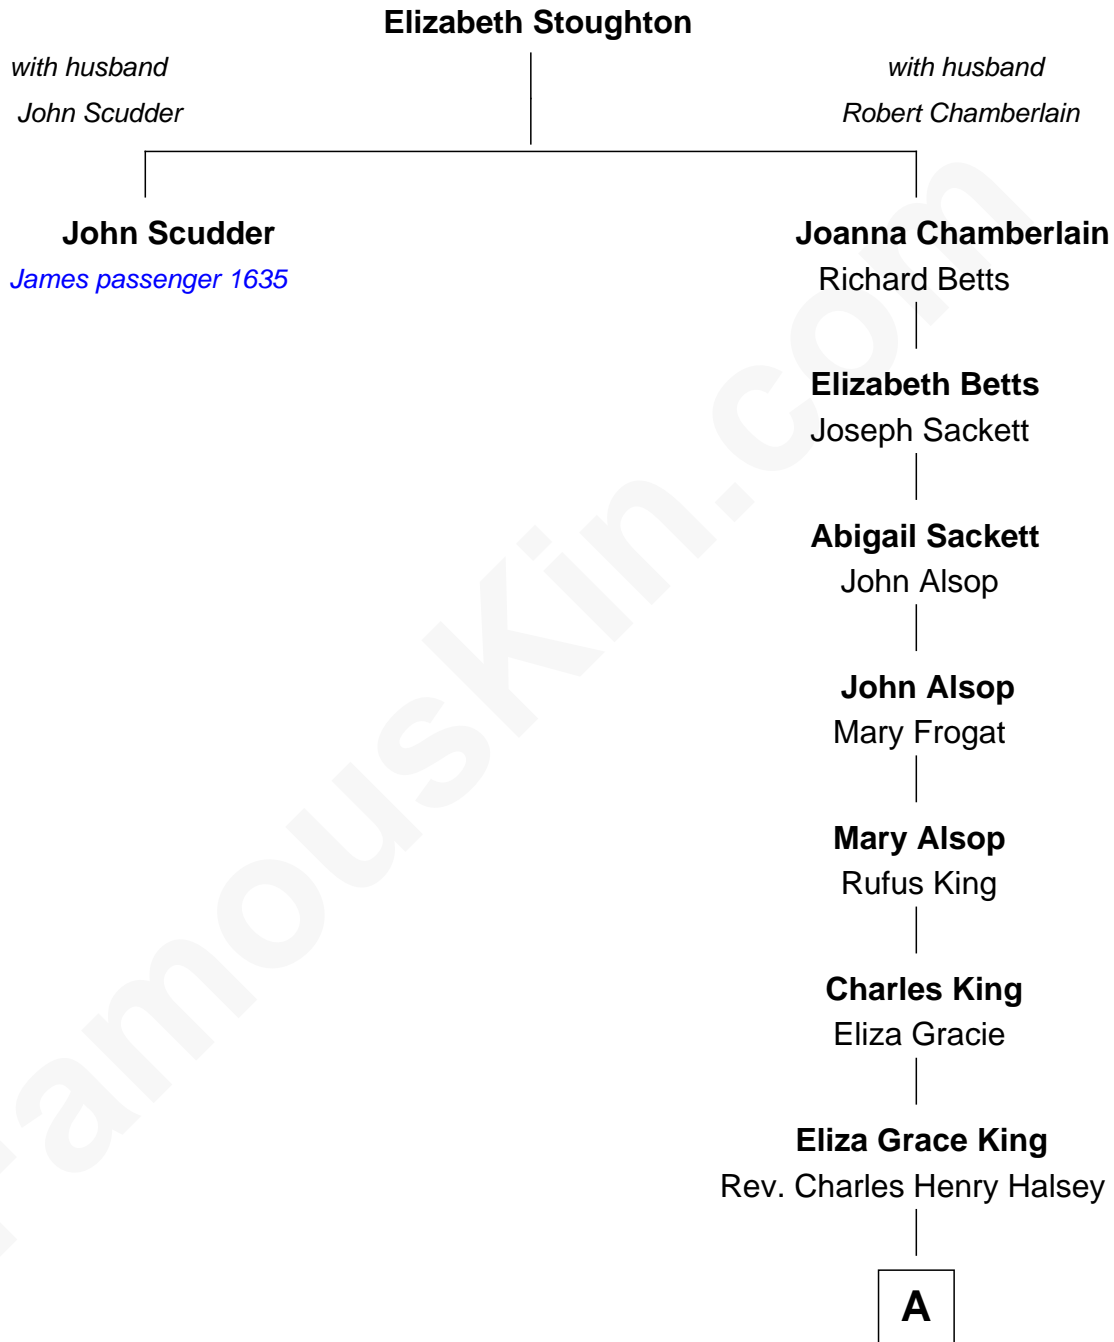 Elizabeth Stoughton
with husband
John Scudder
with husband
Robert Chamberlain
John Scudder
James passenger 1635
Joanna Chamberlain
Richard Betts
Elizabeth Betts
Joseph Sackett
Abigail Sackett
John Alsop
John Alsop
Mary Frogat
Mary Alsop
Rufus King
Charles King
Eliza Gracie
Eliza Grace King
Rev. Charles Henry Halsey
A
FamousKin.com